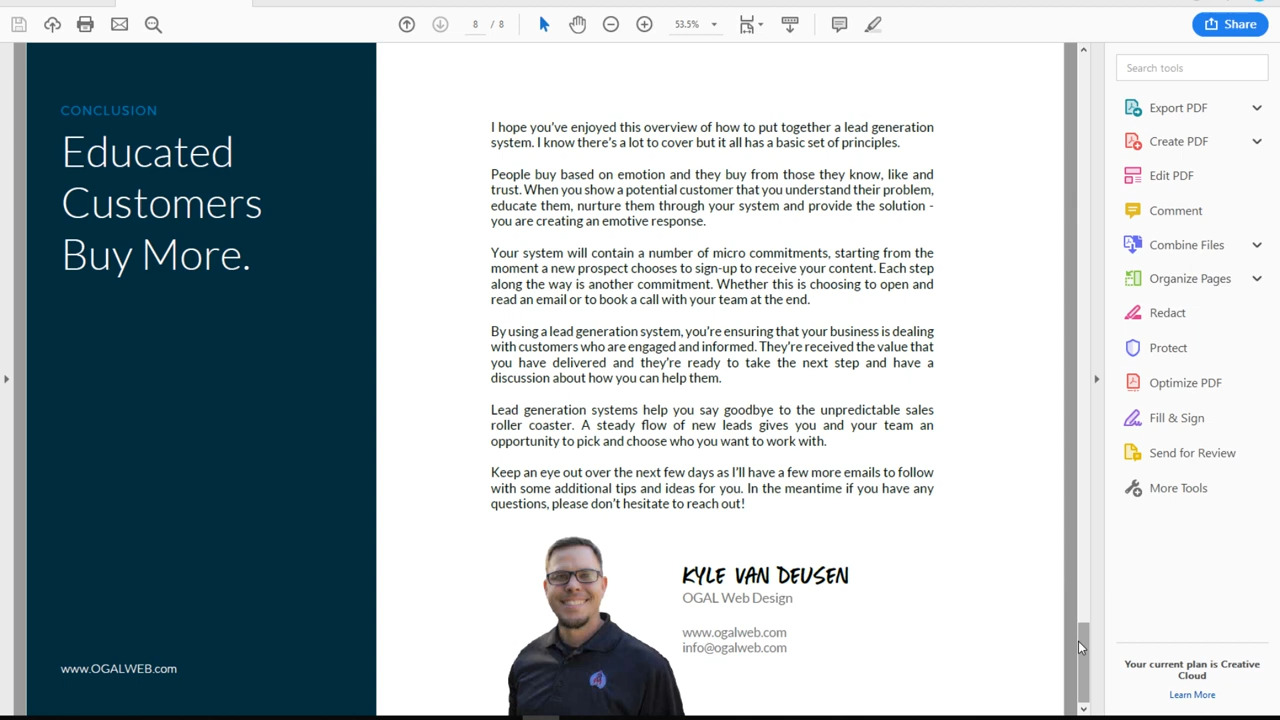 8 / 8
53.5%
Share
CONCLUSION
Educated
Customers
Buy More.
www.OGALWEB.com
I hope you've enjoyed this overview of how to put together a lead generation
system. I know there's a lot to cover but it all has a basic set of principles.
People buy based on emotion and they buy from those they know, like and
trust. When you show a potential customer that you understand their problem,
educate them, nurture them through your system and provide the solution -
you are creating an emotive response.
Your system will contain a number of micro commitments, starting from the
moment a new prospect chooses to sign-up to receive your content. Each step
along the way is another commitment. Whether this is choosing to open and
read an email or to book a call with your team at the end.
By using a lead generation system, you're ensuring that your business is dealing
with customers who are engaged and informed. They're received the value that
you have delivered and they're ready to take the next step and have a
discussion about how you can help them.
Lead generation systems help you say goodbye to the unpredictable sales
roller coaster. A steady flow of new leads gives you and your team an
opportunity to pick and choose who you want to work with.
Keep an eye out over the next few days as I'll have a few more emails to follow
with some additional tips and ideas for you. In the meantime if you have any
questions, please don't hesitate to reach out!
KYLE VAN DEUSEN
OGAL Web Design
www.ogalweb.com
info@ogalweb.com
Search tools
Export PDF
Create PDF
Edit PDF
Comment
Combine Files
Organize Pages
Redact
Protect
Optimize PDF
Fill & Sign
Send for Review
More Tools
Your current plan is Creative
Cloud
Learn More